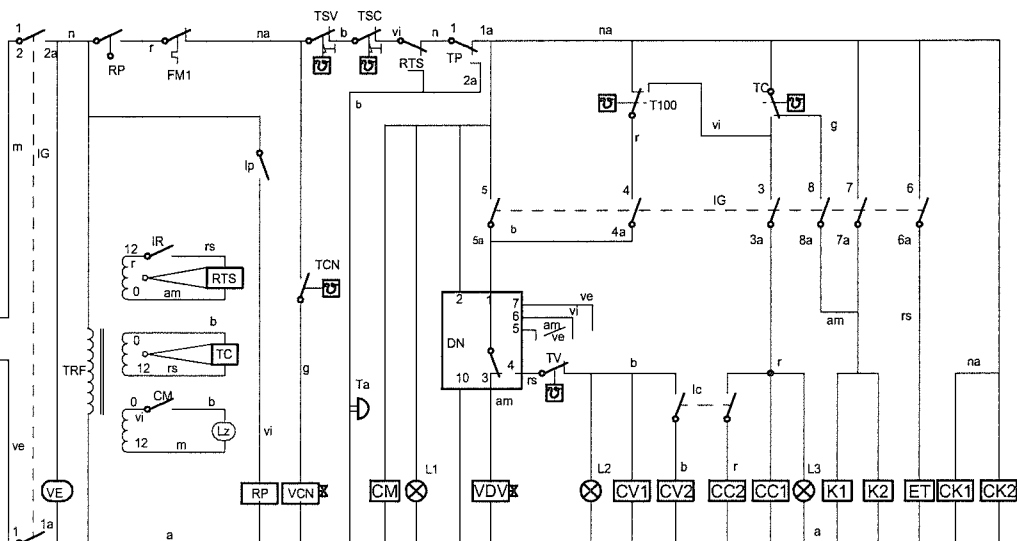 1 n TSV TSC 1 1a
2 2a r na b vi n na
RP FM1 RTS TP
2a
b
T100 TC
m IG Ip r vi g
5 4 3 8 7 6
IG
b
5a 4a 3a 8a 7a 6a
12 IR rs
r
RTS TCN
0 am
2 1 7 ve
6 vi
5 am
ve
am rs
0 b DN
TC
TRF 12 rs 4 TV b r na
rs
g 10 3
am
Ic
0 CM b Ta
vi Lz
12 m
vi
ve L1 L2 b r L3
VE RP VCN CM VDV CV1 CV2 CC2 CC1 K1 K2 ET CK1 CK2
1 1a a a